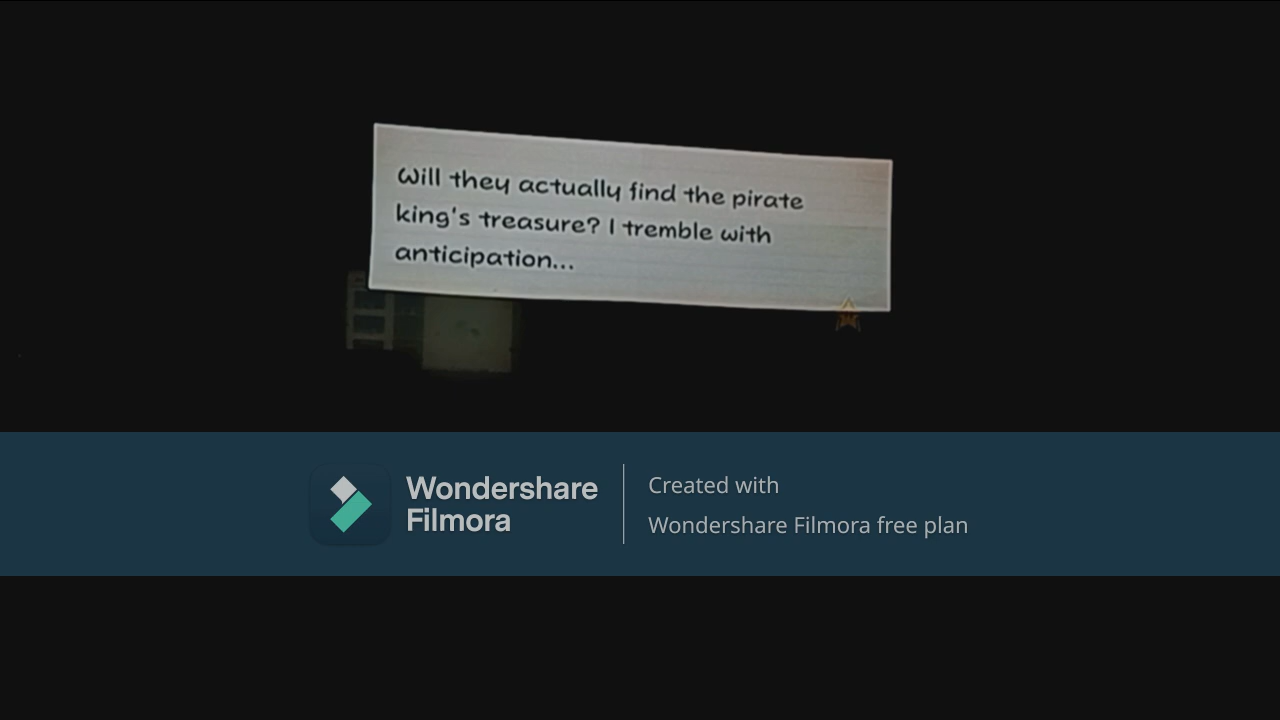 Will they actually find the pirate
king's treasure? I tremble with
anticipation...
Wondershare
Filmora
Created with
Wondershare Filmora free plan